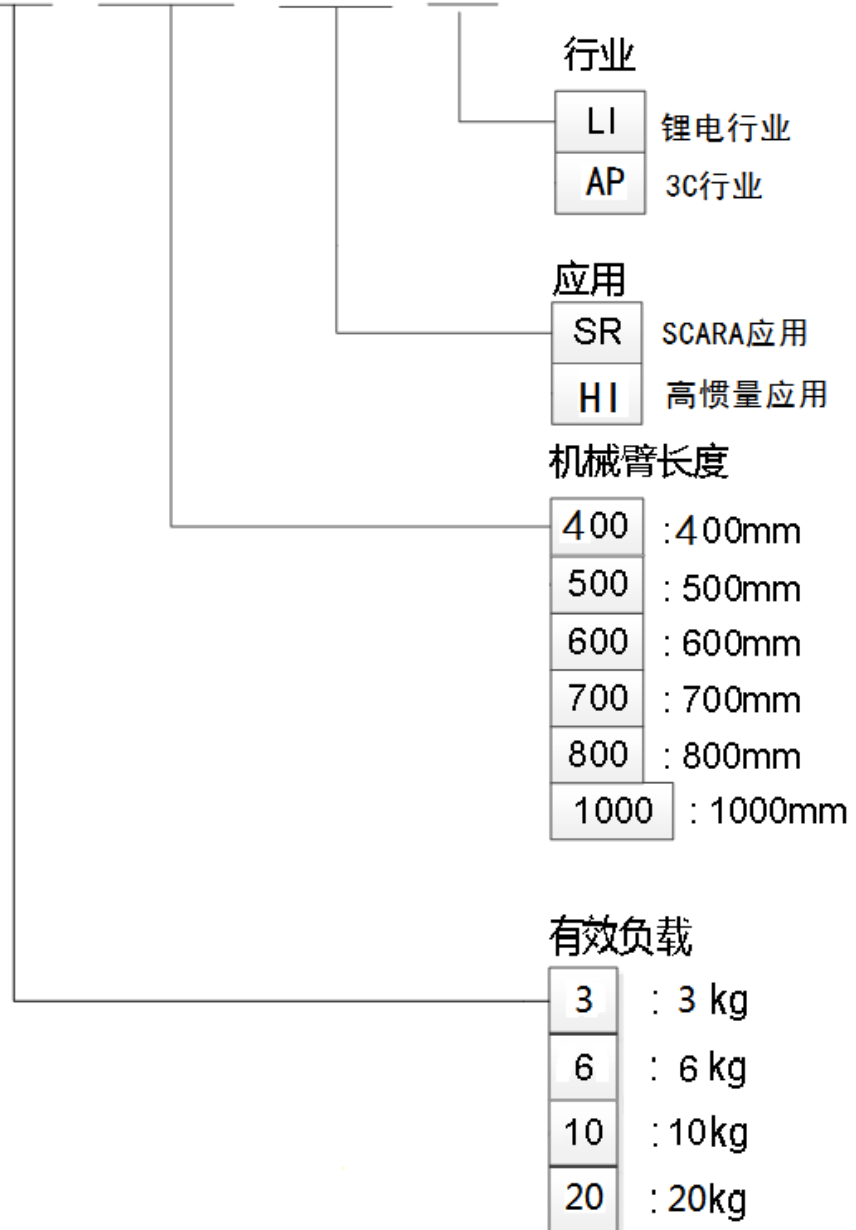 行业
LI 锂电行业
AP 3C行业
应用
SR SCARA应用
HI 高惯量应用
机械臂长度
400 :400mm
500 : 500mm
600 : 600mm
700 : 700mm
800 : 800mm
1000 : 1000mm
有效负载
3 : 3 kg
6 : 6 kg
10 : 10kg
20 : 20kg